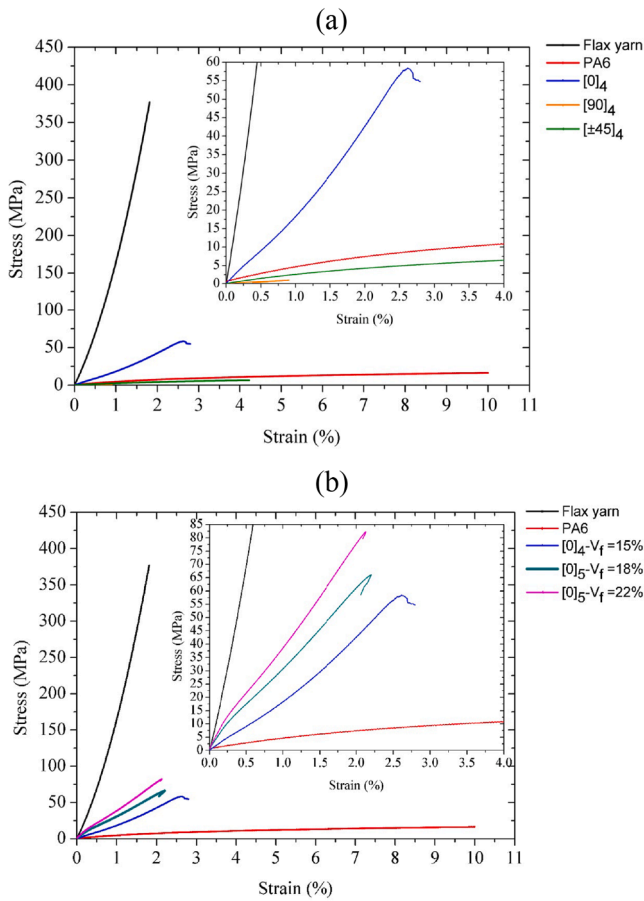 (a)
Flax yarn
PA6
[0]₄
[90]₄
[±45]₄
450
400
350
300
250
200
150
100
50
0
Stress (MPa)
0 1 2 3 4 5 6 7 8 9 10 11
Strain (%)
60
55
50
45
40
35
30
25
20
15
10
5
0
Stress (MPa)
0.0 0.5 1.0 1.5 2.0 2.5 3.0 3.5 4.0
Strain (%)
(b)
Flax yarn
PA6
[0]₄-V_f =15%
[0]₅-V_f =18%
[0]₅-V_f =22%
450
400
350
300
250
200
150
100
50
0
Stress (MPa)
0 1 2 3 4 5 6 7 8 9 10 11
Strain (%)
85
80
75
70
65
60
55
50
45
40
35
30
25
20
15
10
5
0
Stress (MPa)
0.0 0.5 1.0 1.5 2.0 2.5 3.0 3.5 4.0
Strain (%)